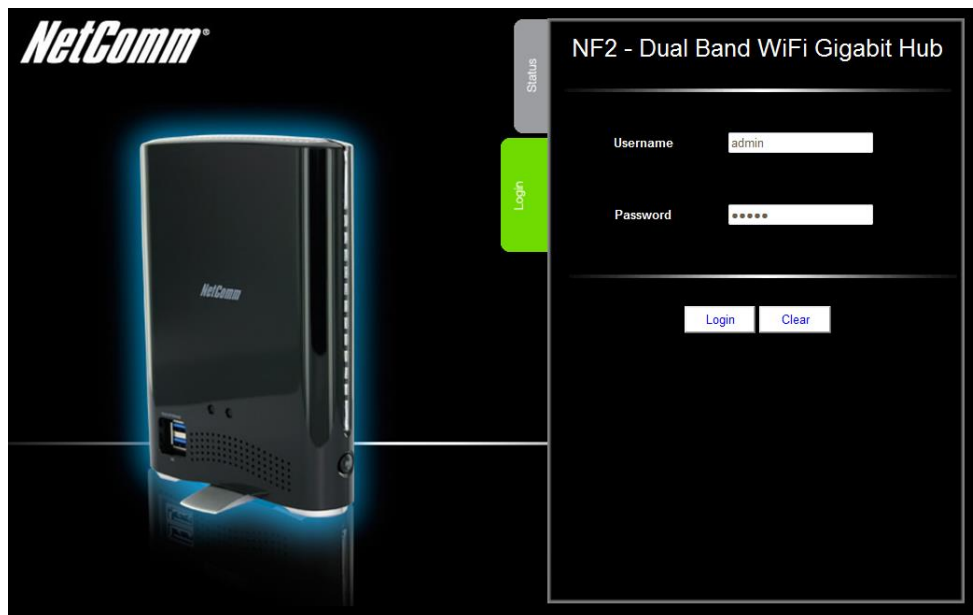 NetComm®
Status
Login
NF2 - Dual Band WiFi Gigabit Hub
Username
admin
Password
•••••
Login
Clear
NetComm